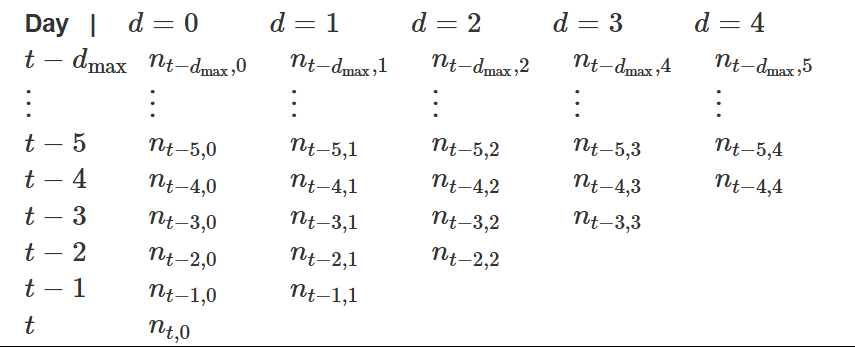 Day | d = 0 d = 1 d = 2 d = 3 d = 4
t − d_max n_{t−d_max,0} n_{t−d_max,1} n_{t−d_max,2} n_{t−d_max,4} n_{t−d_max,5}
⋮ ⋮ ⋮ ⋮ ⋮ ⋮
t − 5 n_{t−5,0} n_{t−5,1} n_{t−5,2} n_{t−5,3} n_{t−5,4}
t − 4 n_{t−4,0} n_{t−4,1} n_{t−4,2} n_{t−4,3} n_{t−4,4}
t − 3 n_{t−3,0} n_{t−3,1} n_{t−3,2} n_{t−3,3}
t − 2 n_{t−2,0} n_{t−2,1} n_{t−2,2}
t − 1 n_{t−1,0} n_{t−1,1}
t n_{t,0}